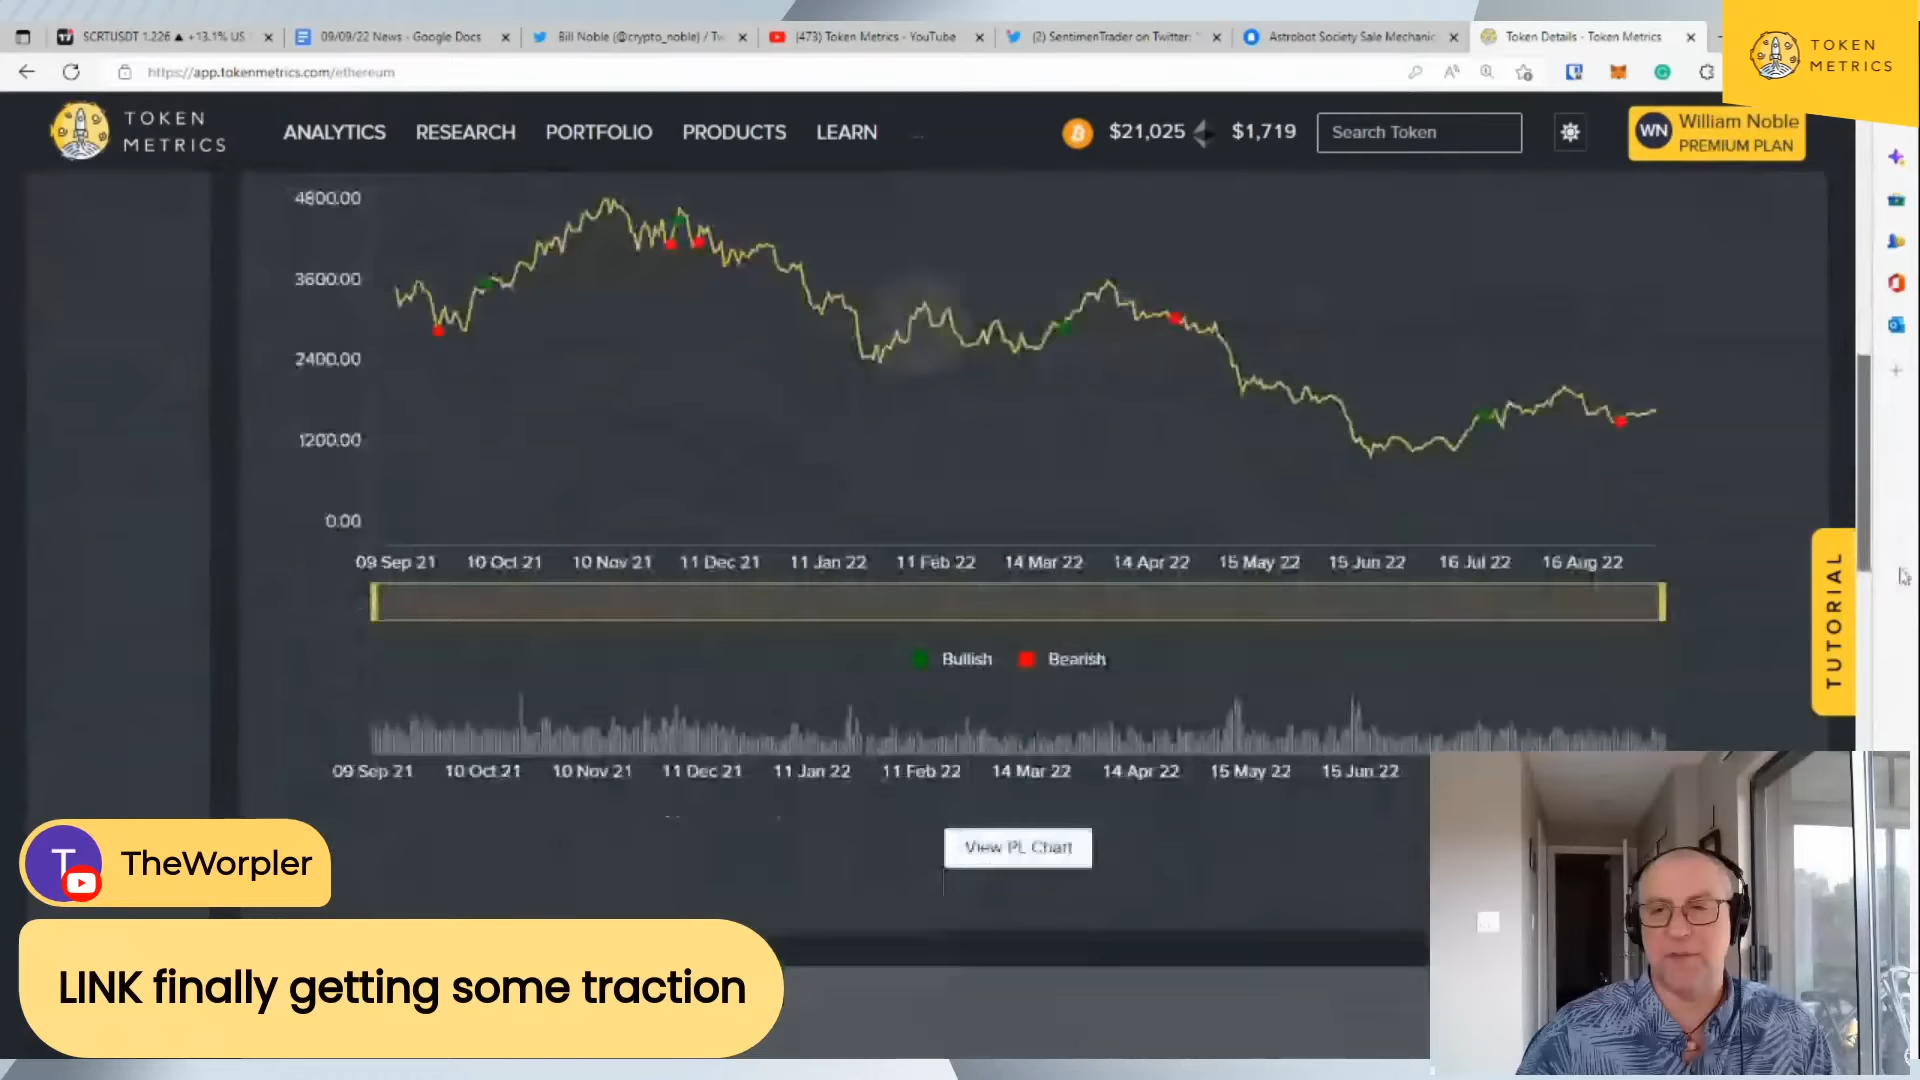 SCRTUSDT 1.226 ▲ +13.1% US
09/09/22 News - Google Docs
Bill Noble (@crypto_noble) / Tw
(473) Token Metrics - YouTube
(2) SentimenTrader on Twitter: "
Astrobot Society Sale Mechanic
Token Details - Token Metrics
https://app.tokenmetrics.com/ethereum
TOKEN
METRICS
TOKEN
METRICS
ANALYTICS
RESEARCH
PORTFOLIO
PRODUCTS
LEARN
$21,025
$1,719
Search Token
WN
William Noble
PREMIUM PLAN
4800.00
3600.00
2400.00
1200.00
0.00
09 Sep 21
10 Oct 21
10 Nov 21
11 Dec 21
11 Jan 22
11 Feb 22
14 Mar 22
14 Apr 22
15 May 22
15 Jun 22
16 Jul 22
16 Aug 22
Bullish
Bearish
TUTORIAL
09 Sep 21
10 Oct 21
10 Nov 21
11 Dec 21
11 Jan 22
11 Feb 22
14 Mar 22
14 Apr 22
15 May 22
15 Jun 22
View PL Chart
T
TheWorpler
LINK finally getting some traction